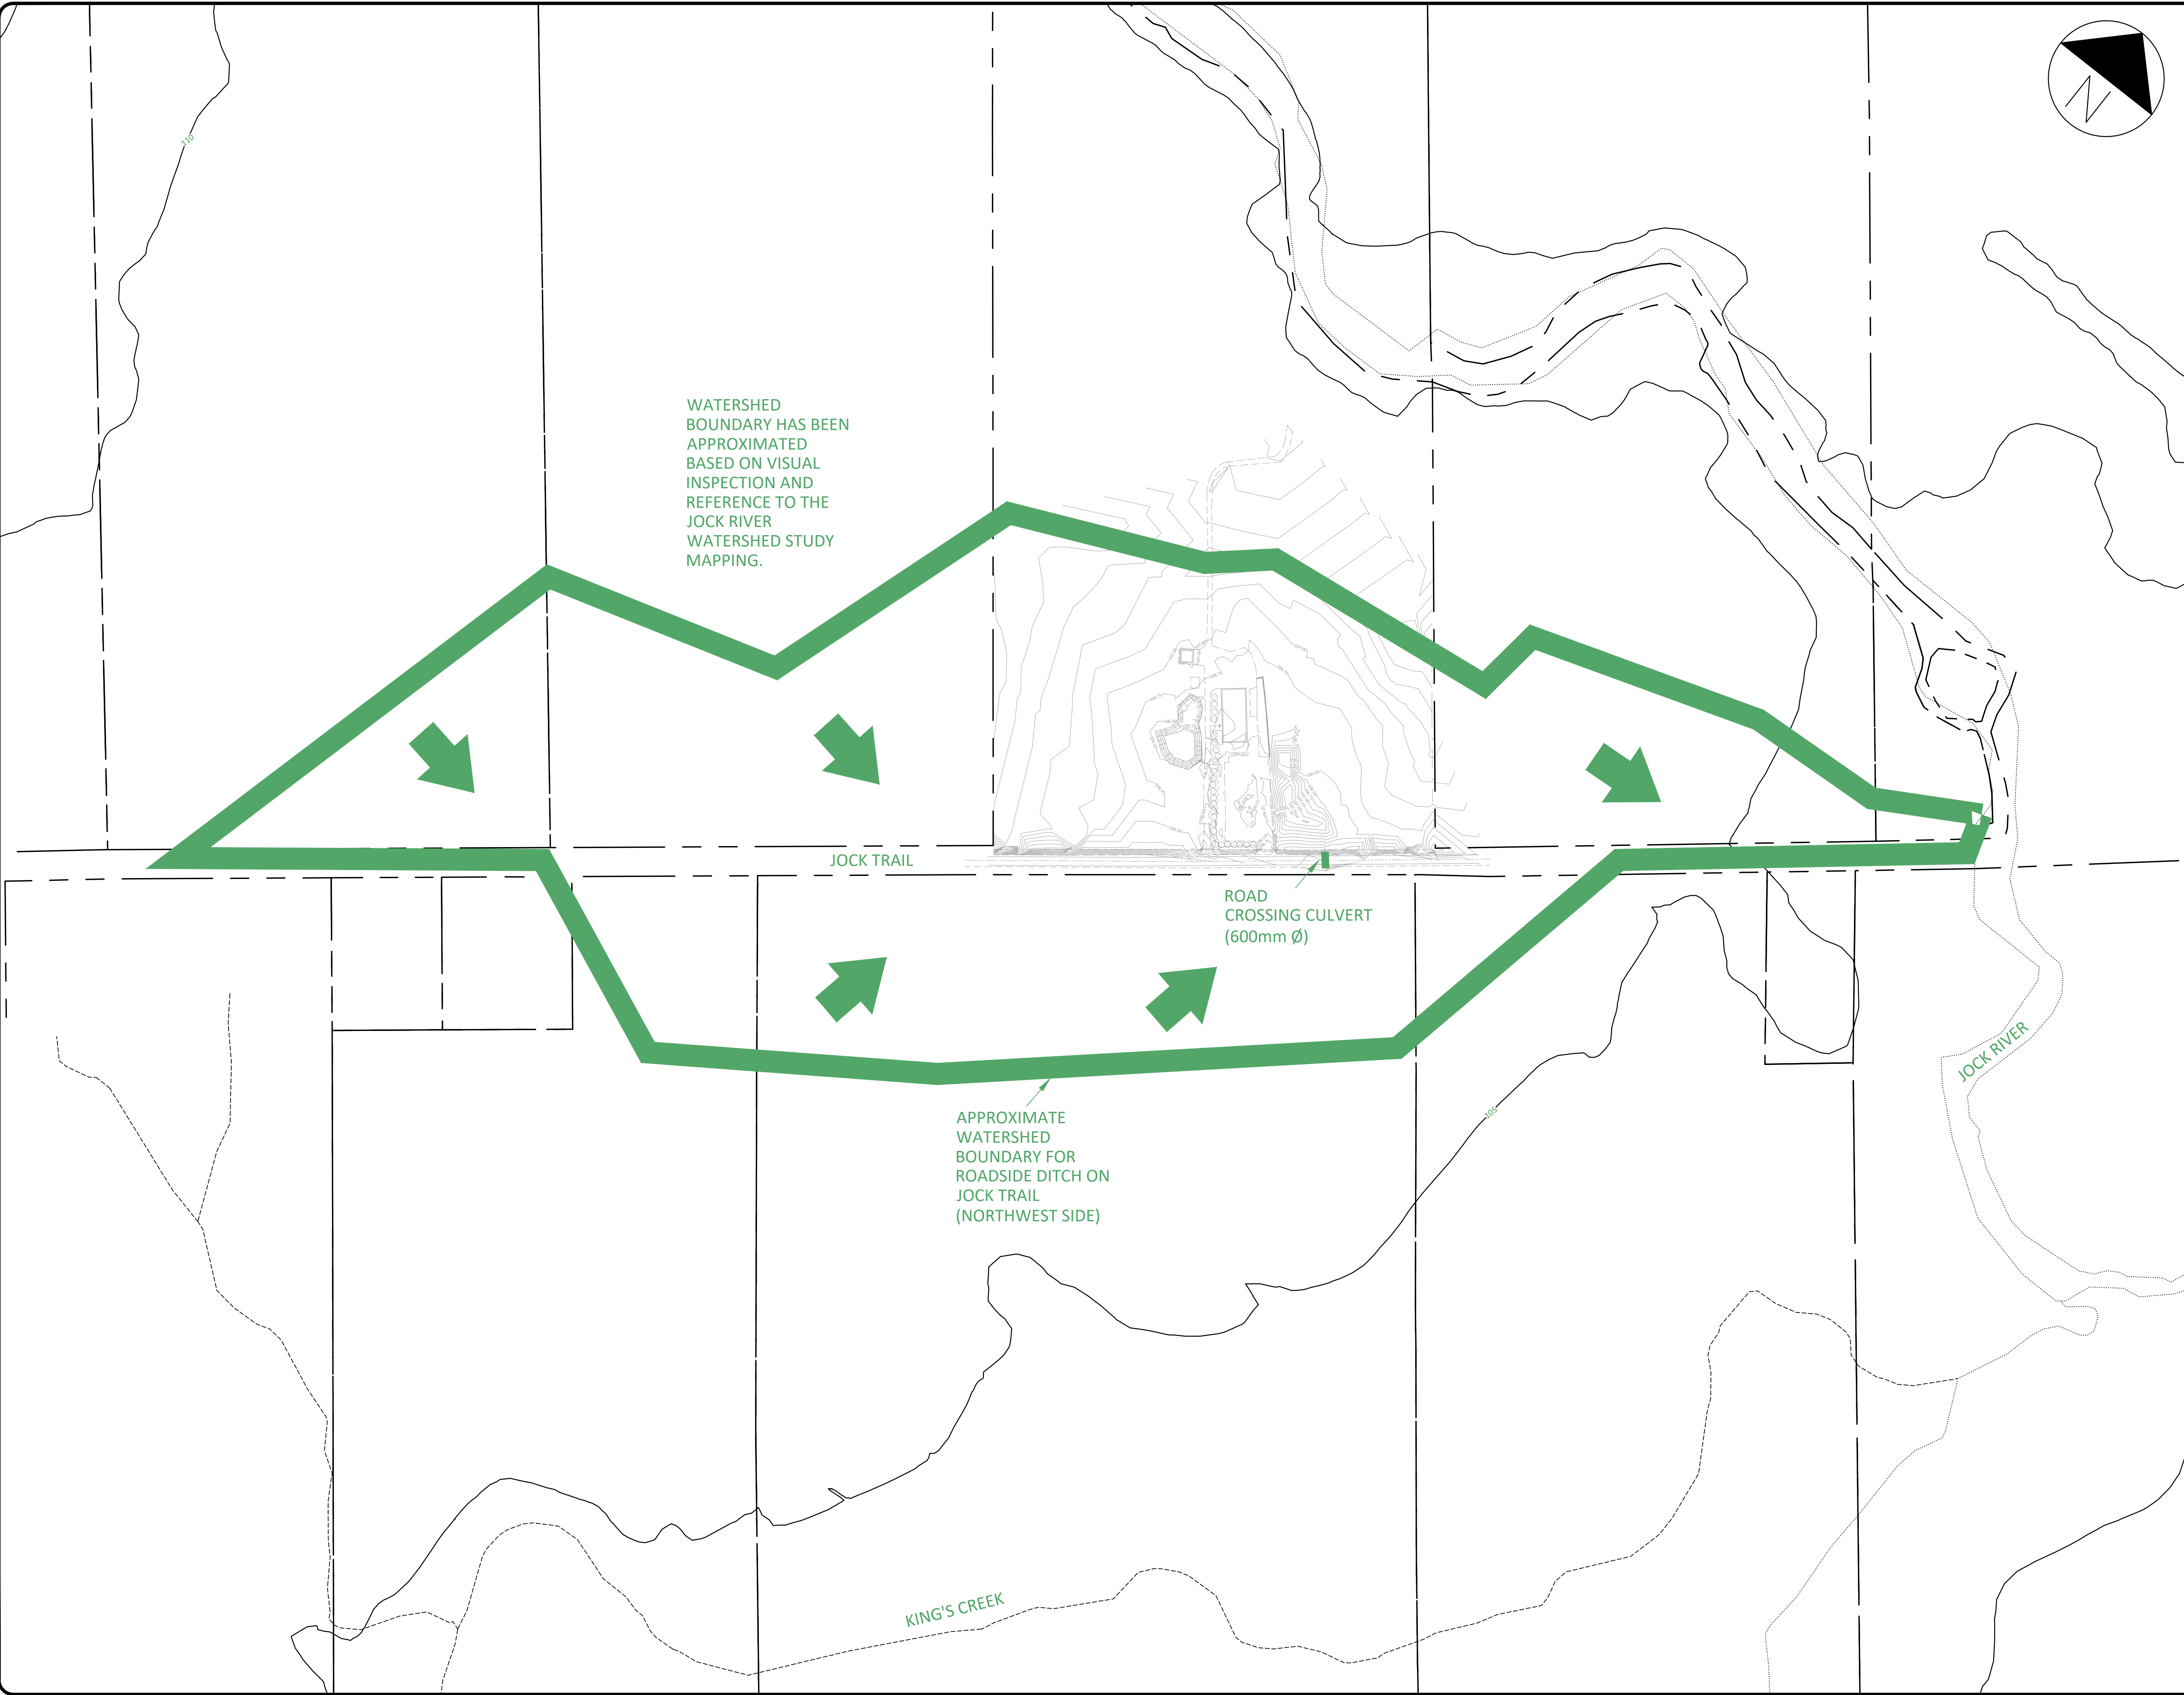 N
110
WATERSHED
BOUNDARY HAS BEEN
APPROXIMATED
BASED ON VISUAL
INSPECTION AND
REFERENCE TO THE
JOCK RIVER
WATERSHED STUDY
MAPPING.
JOCK TRAIL
ROAD
CROSSING CULVERT
(600mm Ø)
JOCK RIVER
105
APPROXIMATE
WATERSHED
BOUNDARY FOR
ROADSIDE DITCH ON
JOCK TRAIL
(NORTHWEST SIDE)
KING'S CREEK